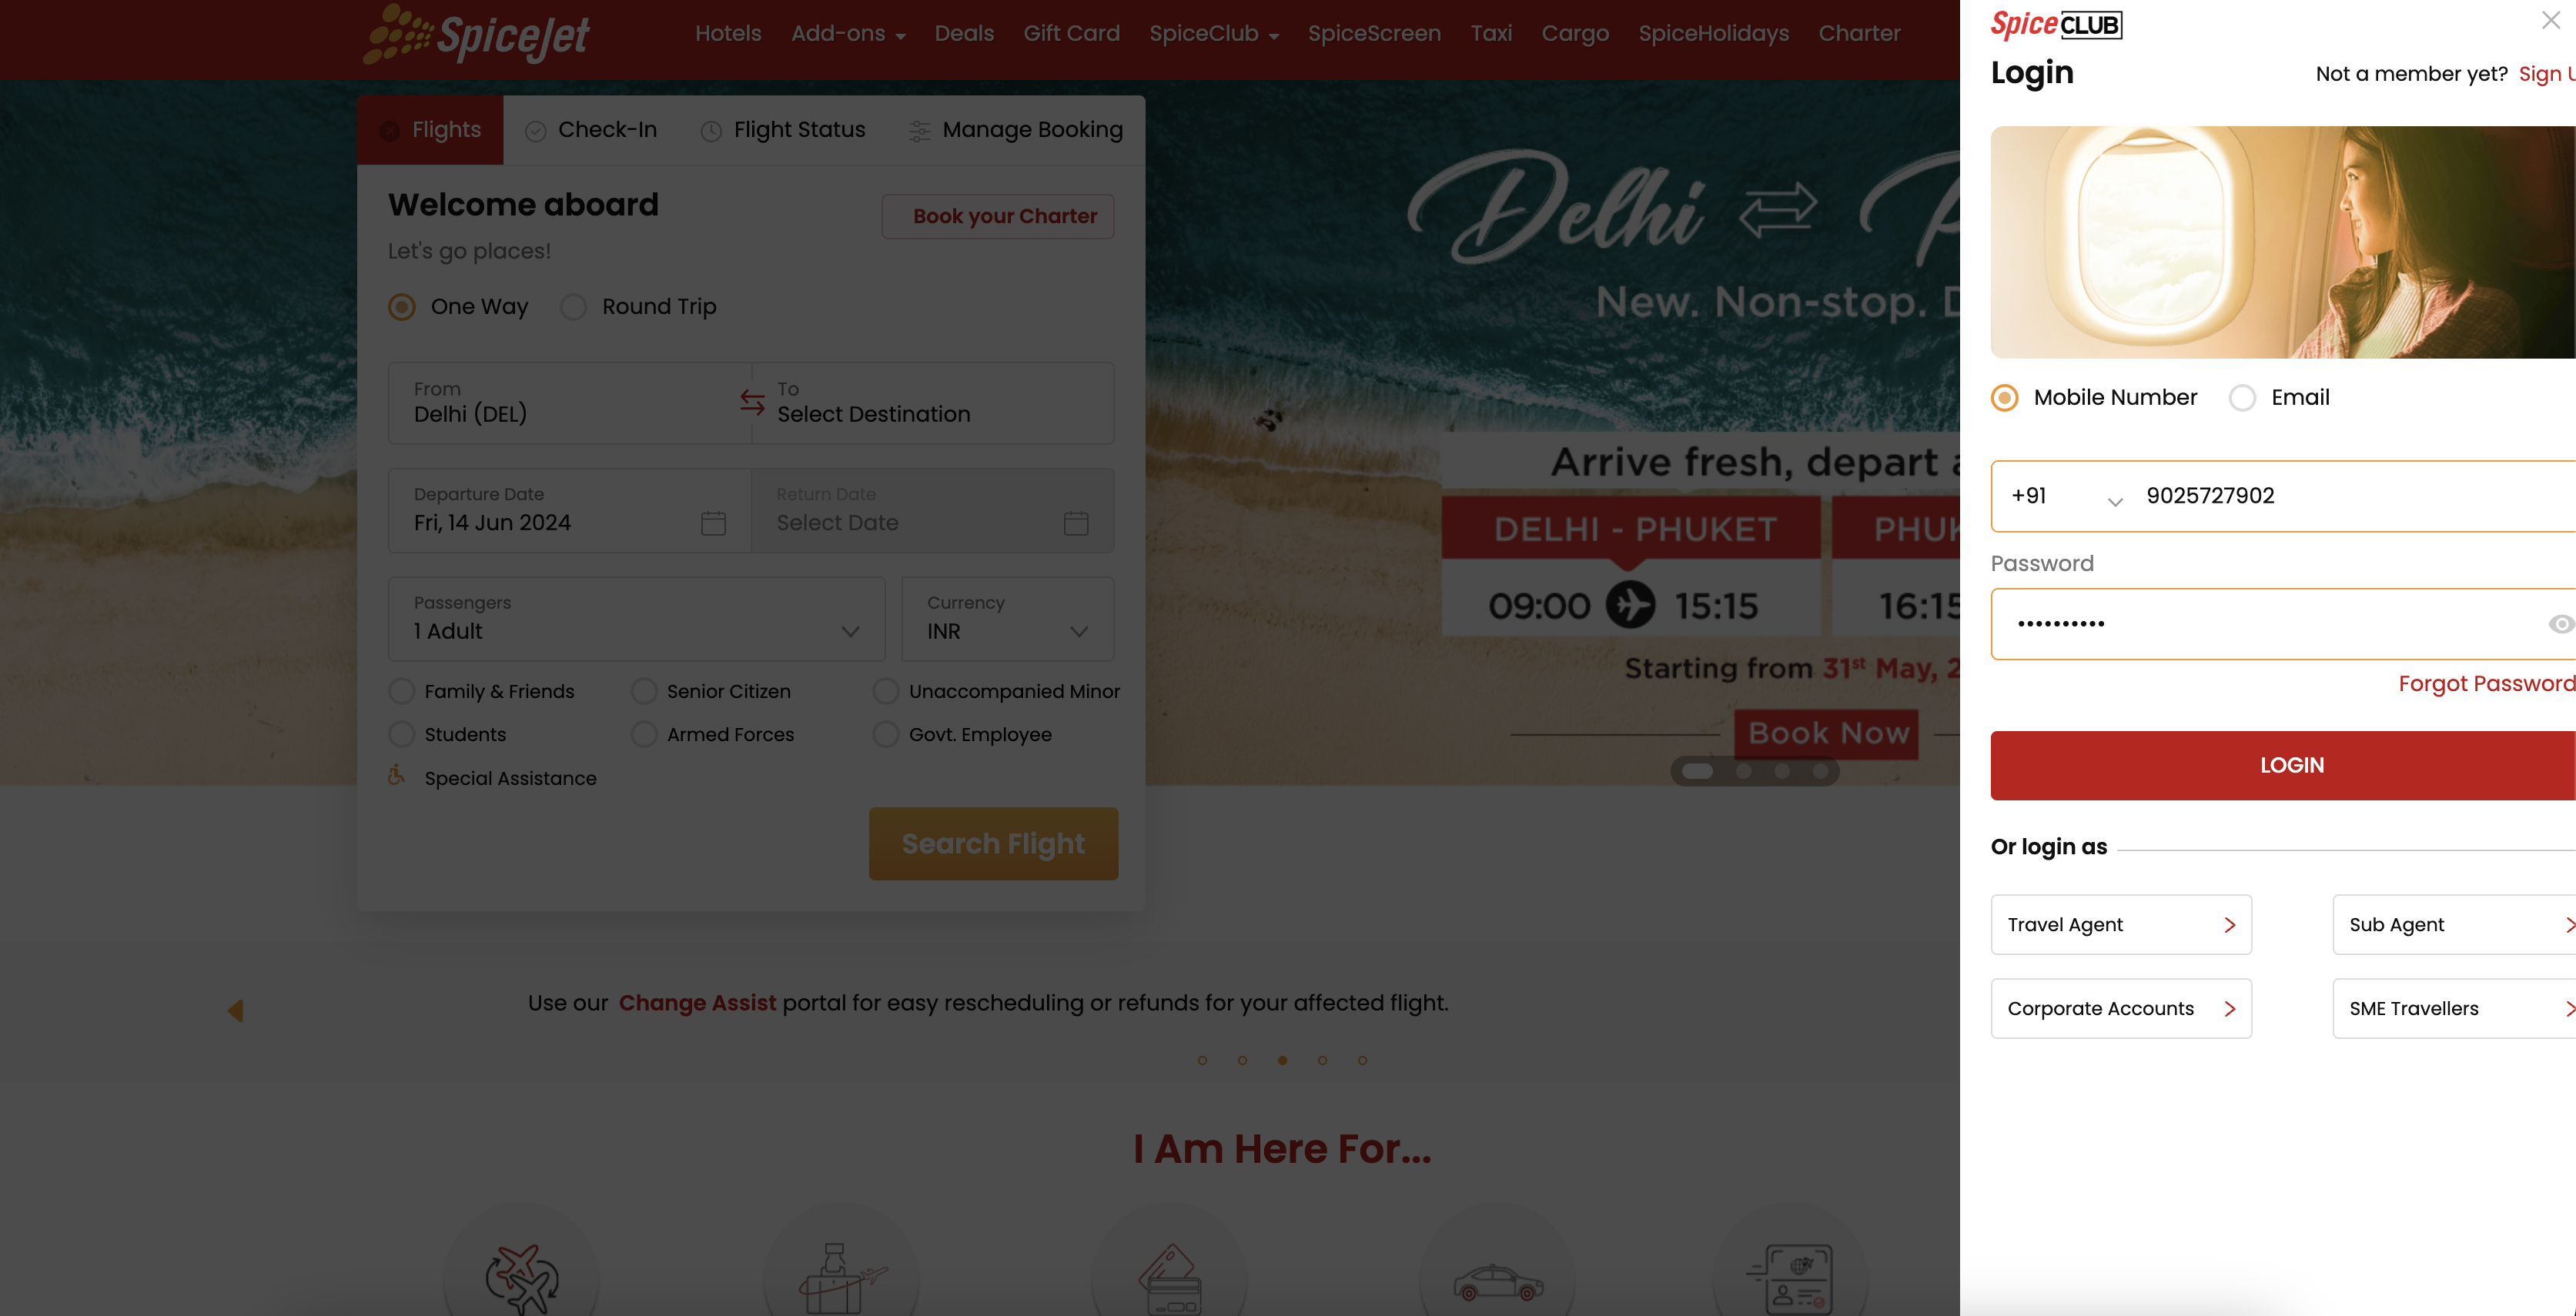 SpiceJet
Hotels Add-ons Deals Gift Card SpiceClub SpiceScreen Taxi Cargo SpiceHolidays Charter
Flights Check-In Flight Status Manage Booking
Welcome aboard
Book your Charter
Let's go places!
One Way Round Trip
From
Delhi (DEL)
To
Select Destination
Departure Date
Fri, 14 Jun 2024
Return Date
Select Date
Passengers
1 Adult
Currency
INR
Family & Friends Senior Citizen Unaccompanied Minor
Students Armed Forces Govt. Employee
Special Assistance
Search Flight
Delhi
New. Non-stop.
Arrive fresh, depart
DELHI - PHUKET
09:00 15:15
16:15
Starting from 31st May,
Book Now
Use our Change Assist portal for easy rescheduling or refunds for your affected flight.
I Am Here For...
SpiceCLUB
Login
Not a member yet? Sign
Mobile Number Email
+91 9025727902
Password
••••••••••
Forgot Password
LOGIN
Or login as
Travel Agent Sub Agent
Corporate Accounts SME Travellers